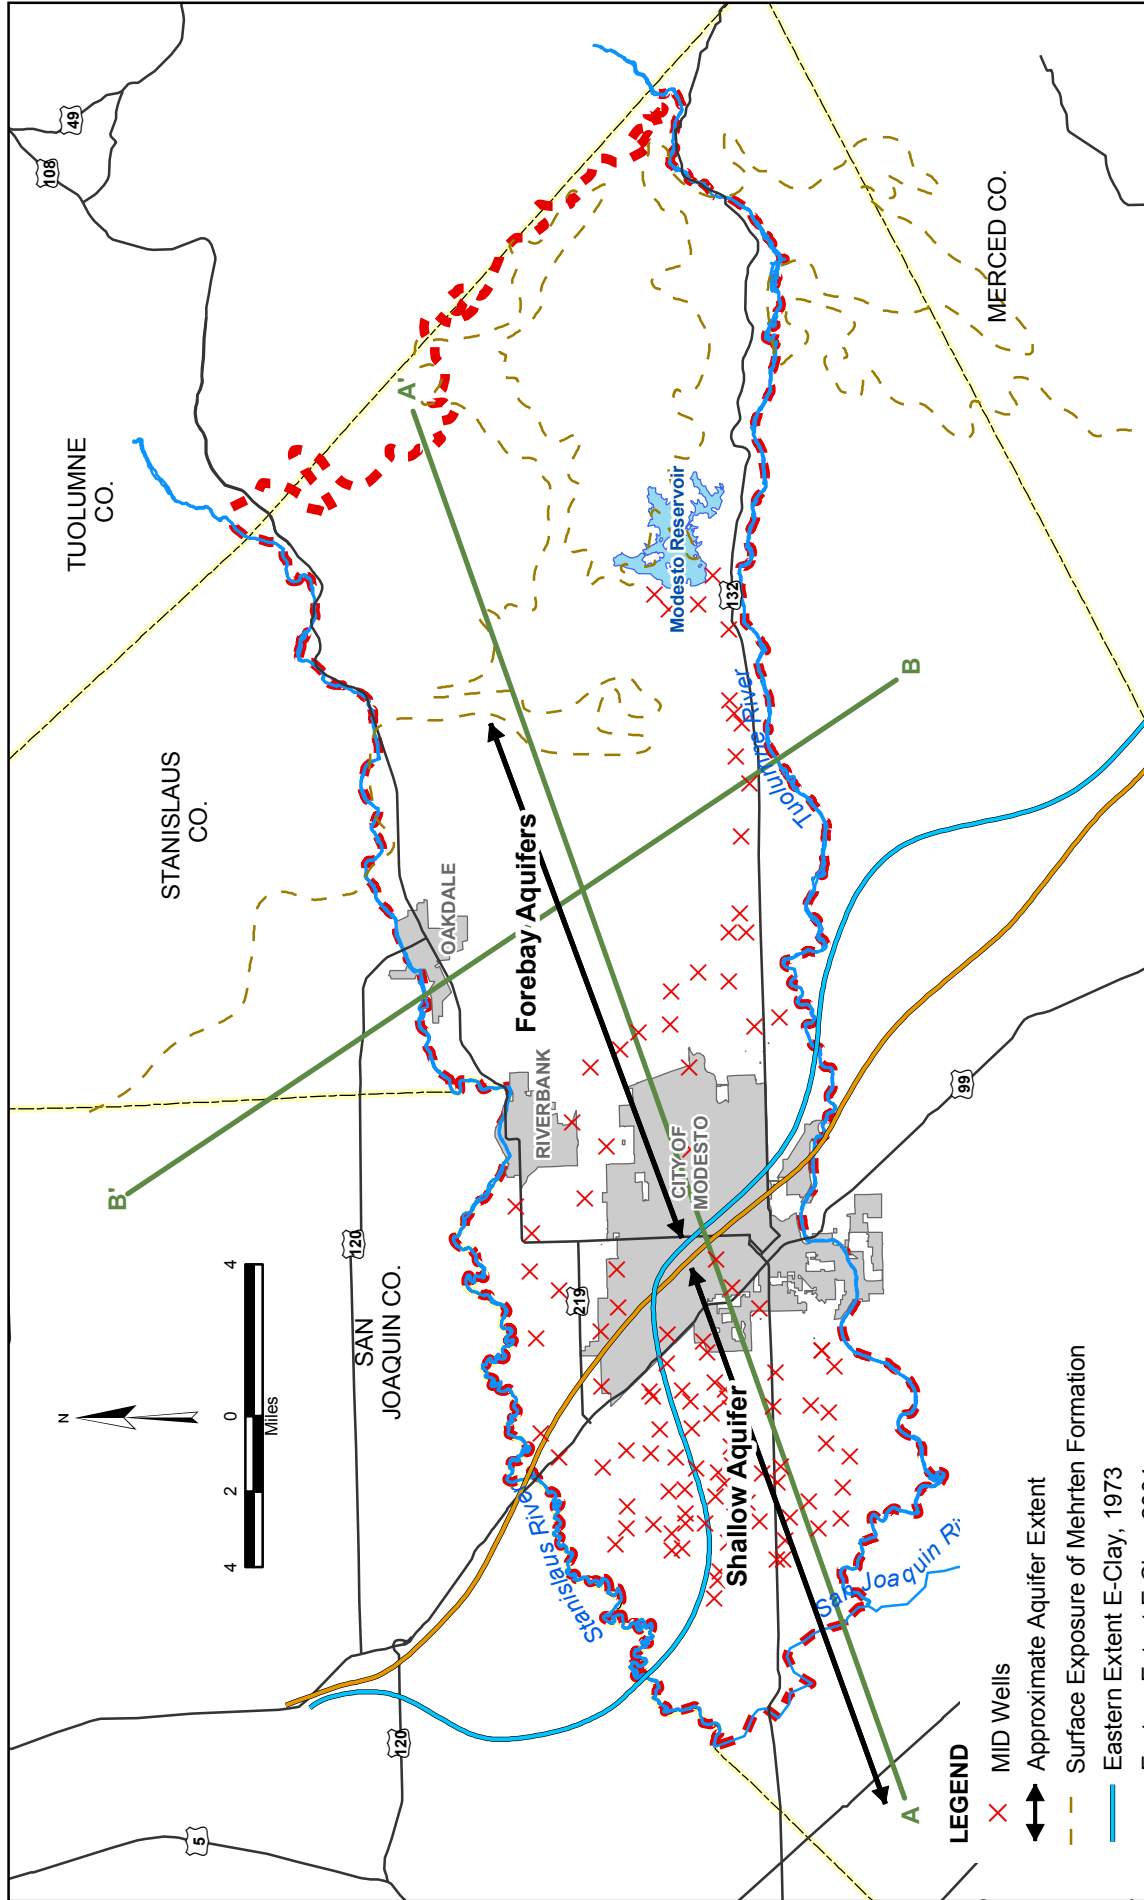 TUOLUMNE
CO.
STANISLAUS
CO.
SAN
JOAQUIN CO.
MERCED CO.
108
49
120
120
5
219
132
99
N
4
2
0
4
Miles
A'
B'
A
B
OAKDALE
RIVERBANK
CITY OF
MODESTO
Modesto Reservoir
Forebay Aquifers
Shallow Aquifer
Stanislaus River
Tuolumne River
San Joaquin Ri
LEGEND
MID Wells
Approximate Aquifer Extent
Surface Exposure of Mehrten Formation
Eastern Extent E-Clay, 1973